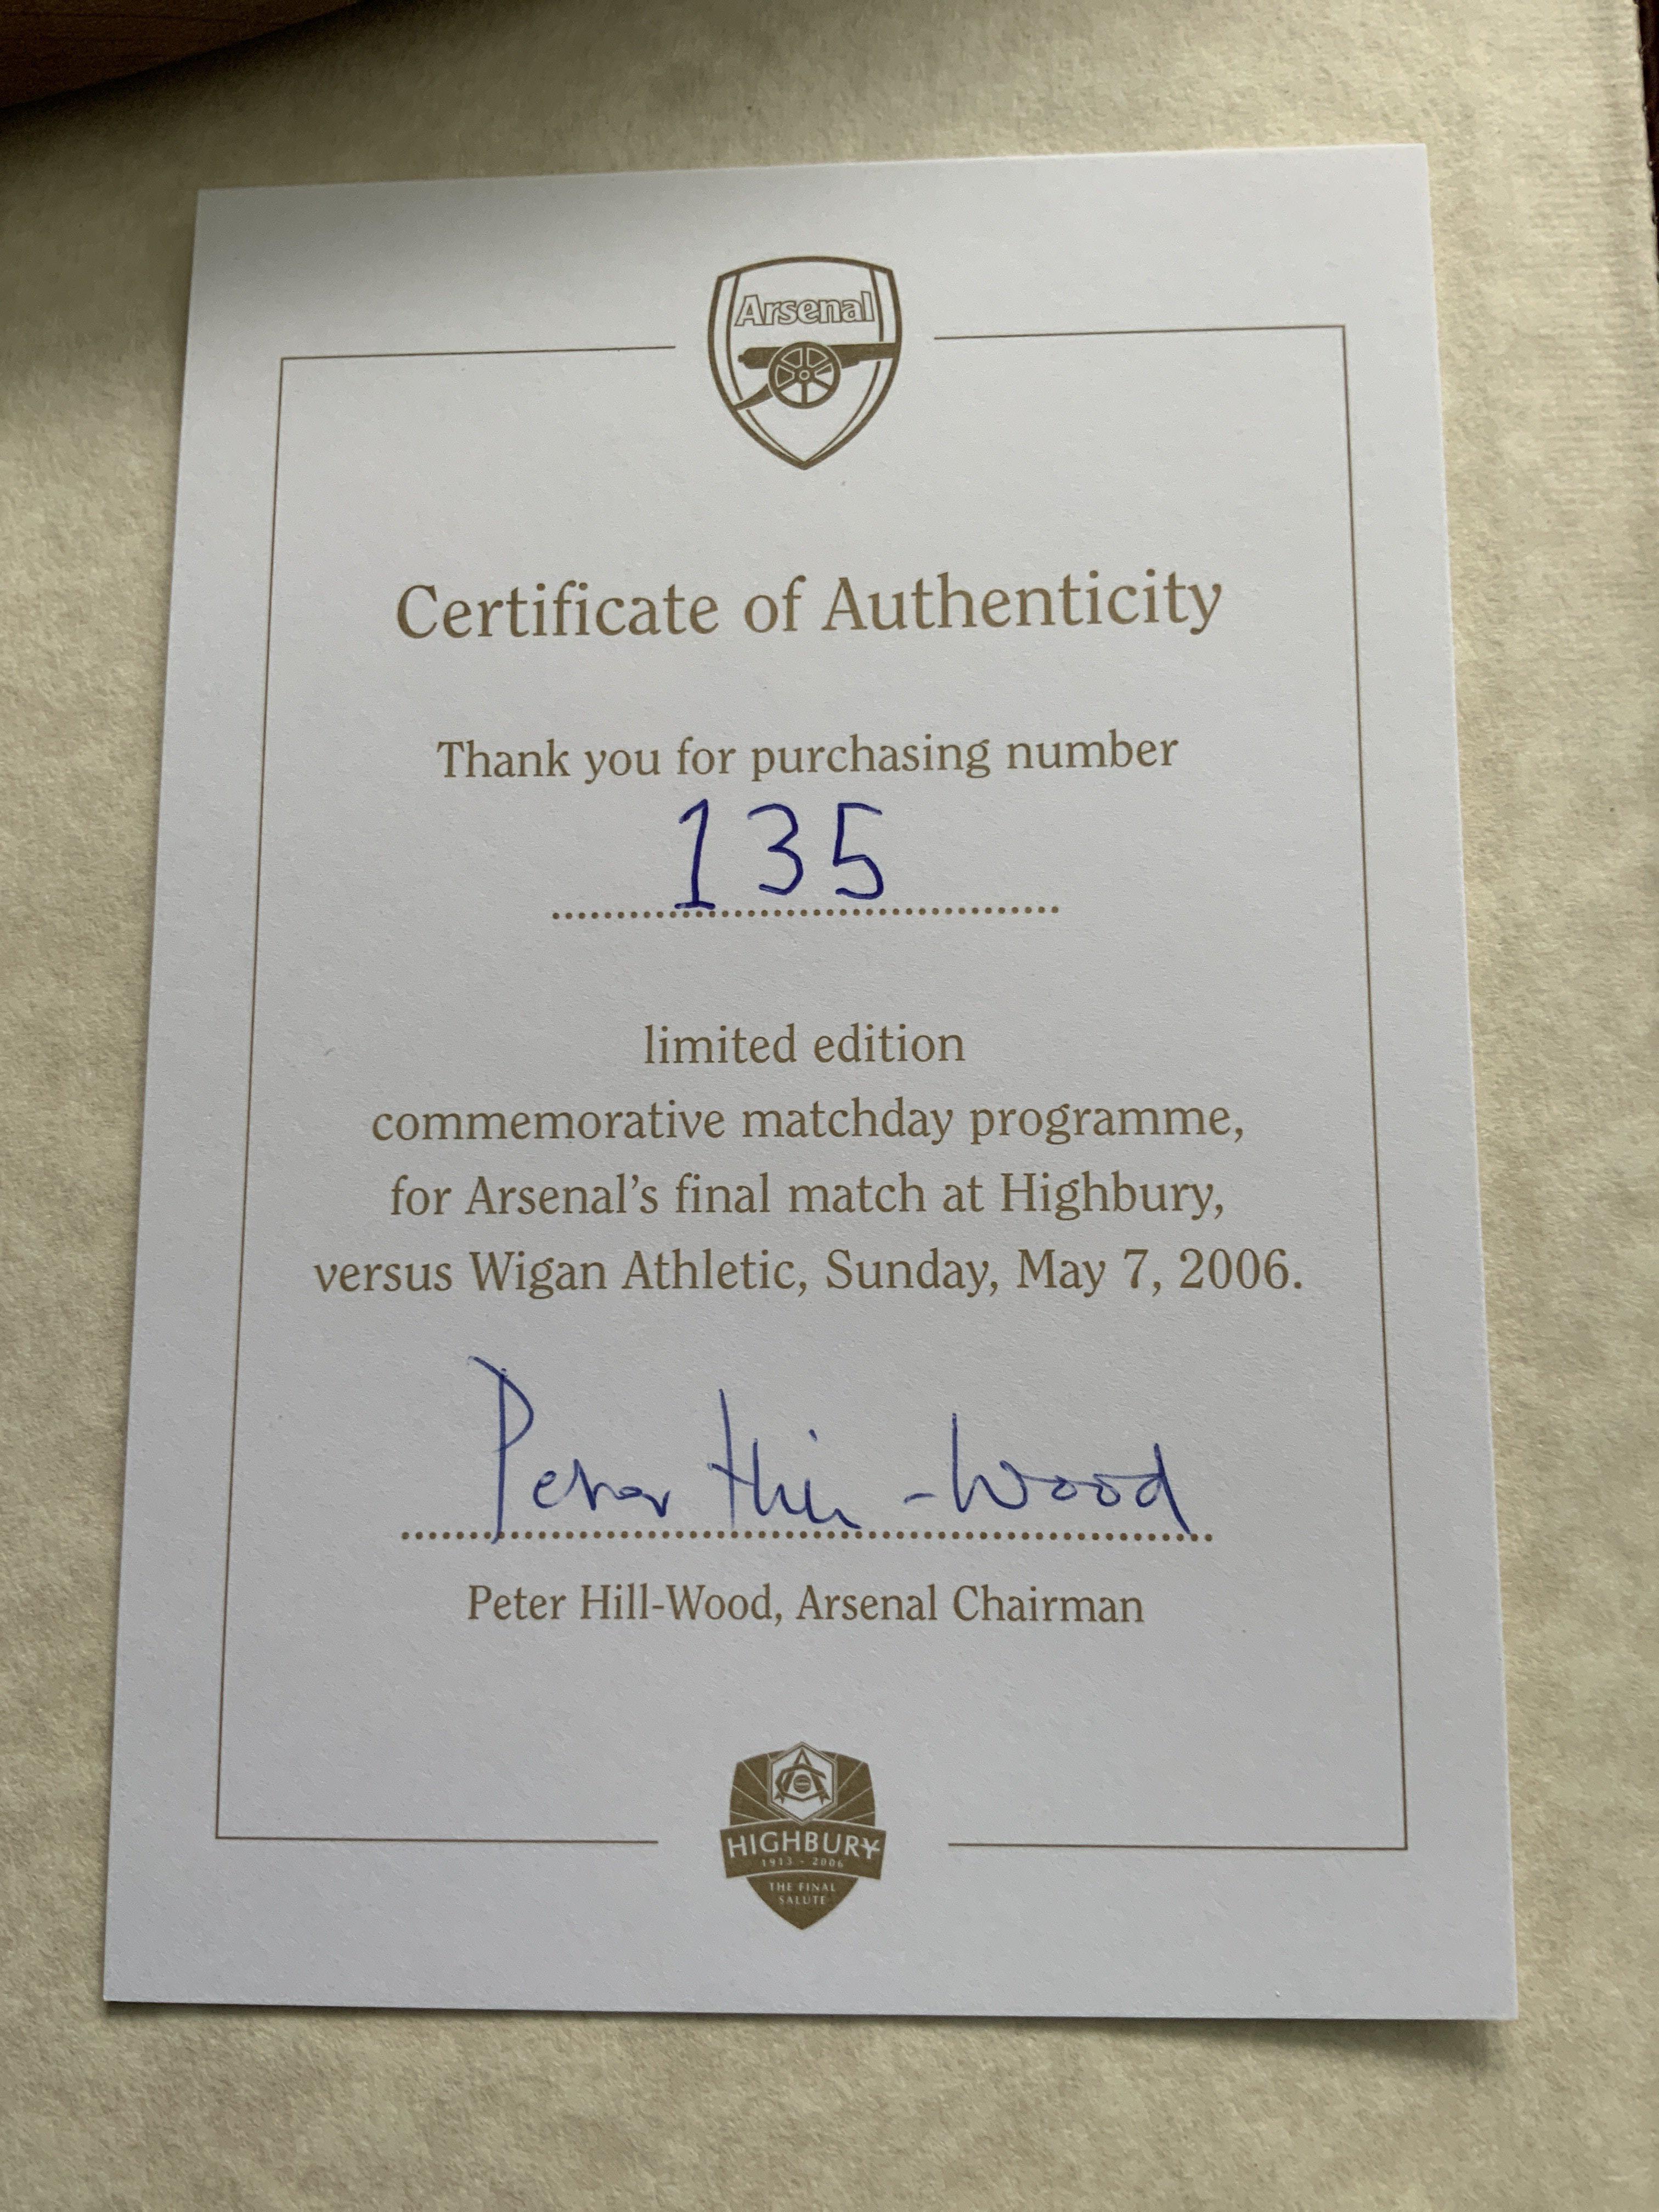 Arsenal
Certificate of Authenticity
Thank you for purchasing number
135
limited edition
commemorative matchday programme,
for Arsenal's final match at Highbury,
versus Wigan Athletic, Sunday, May 7, 2006.
Peter Hill-Wood
Peter Hill-Wood, Arsenal Chairman
HIGHBURY
1913 - 2006
THE FINAL
SALUTE